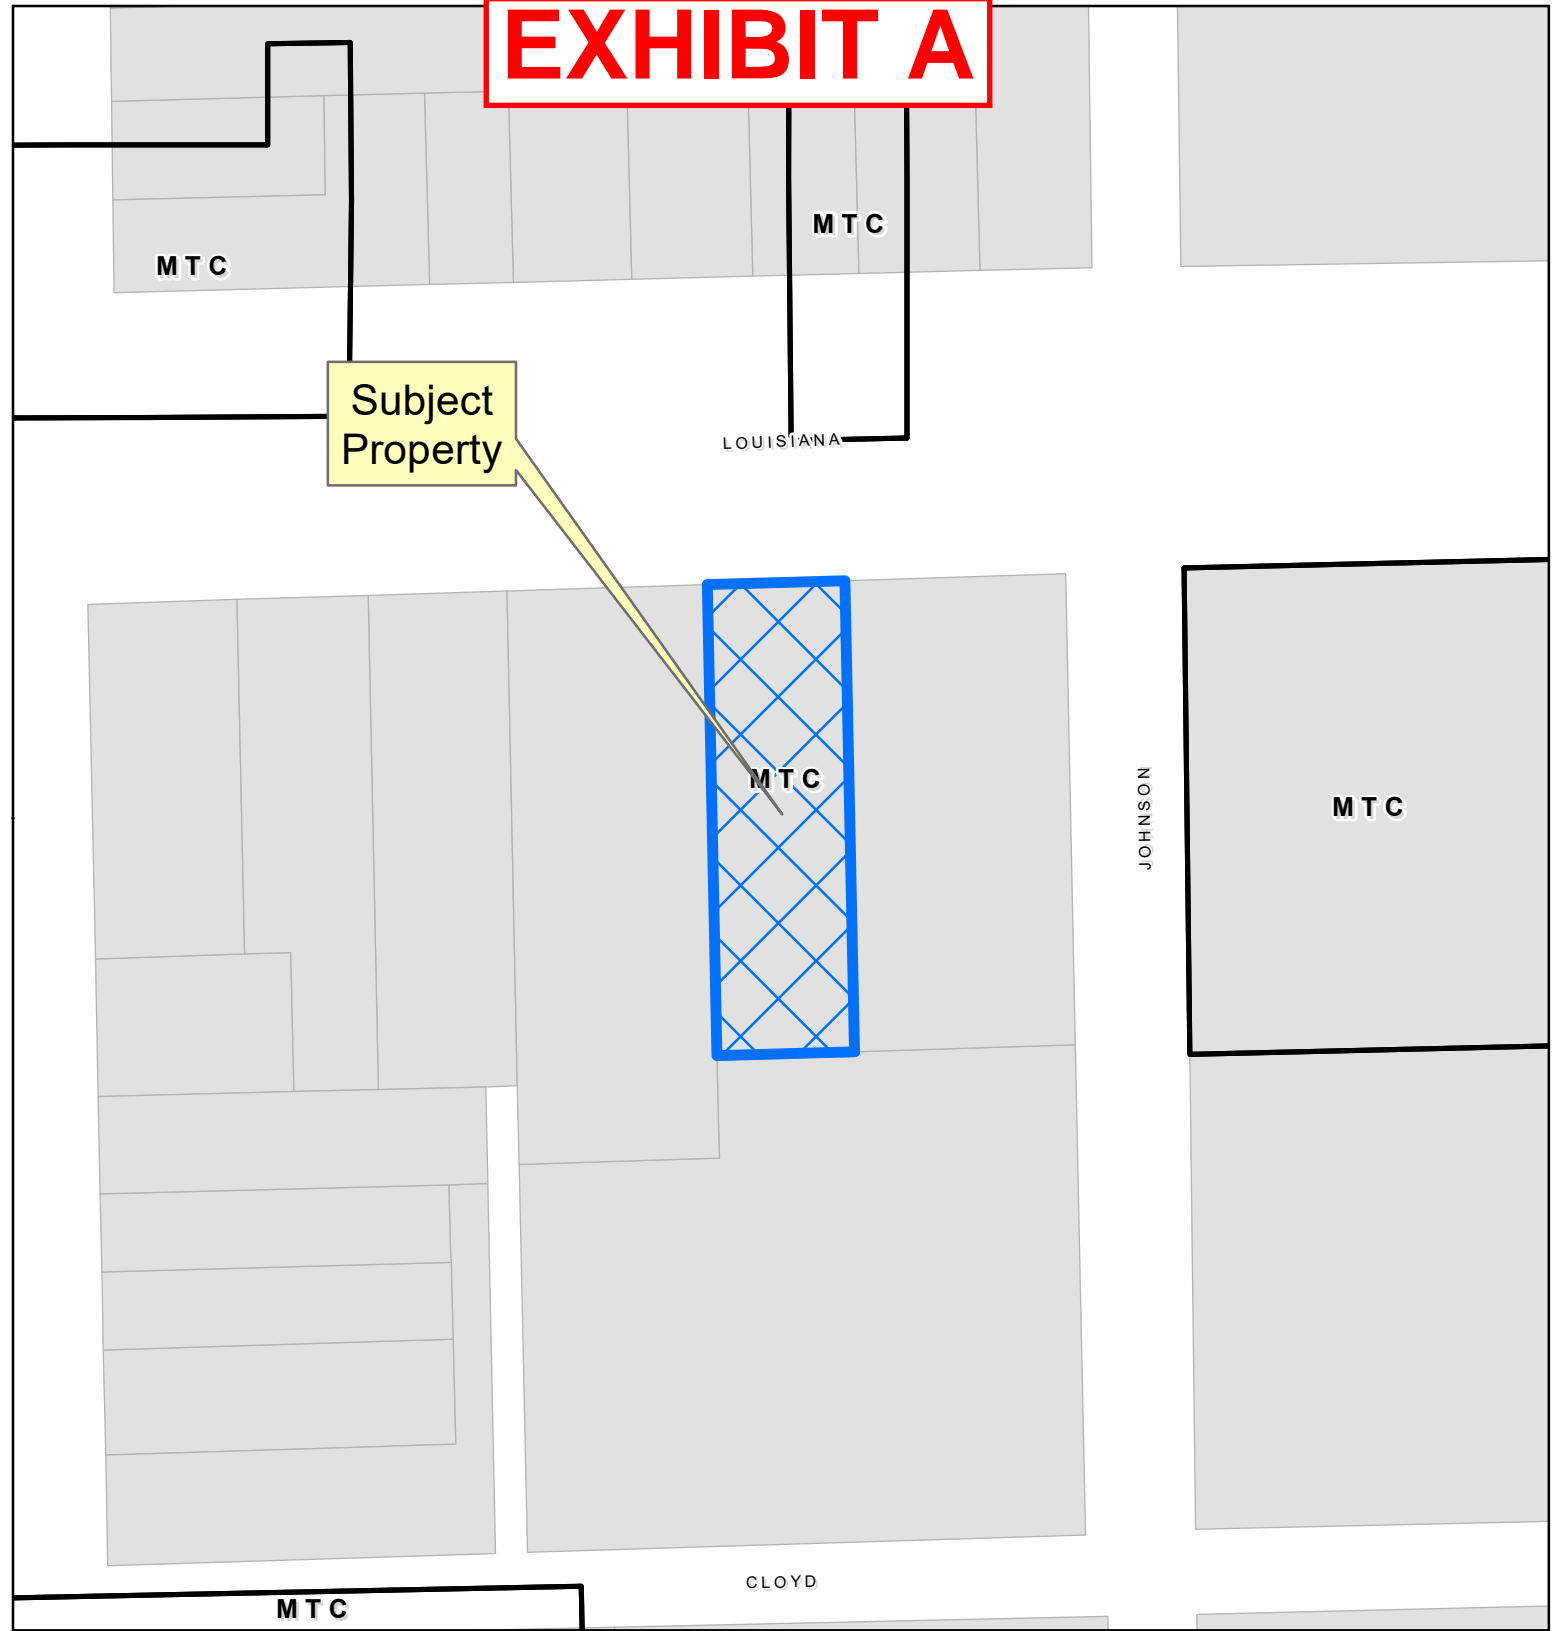 EXHIBIT A
MTC
MTC
Subject
Property
LOUISIANA
MTC
JOHNSON
MTC
CLOYD
MTC